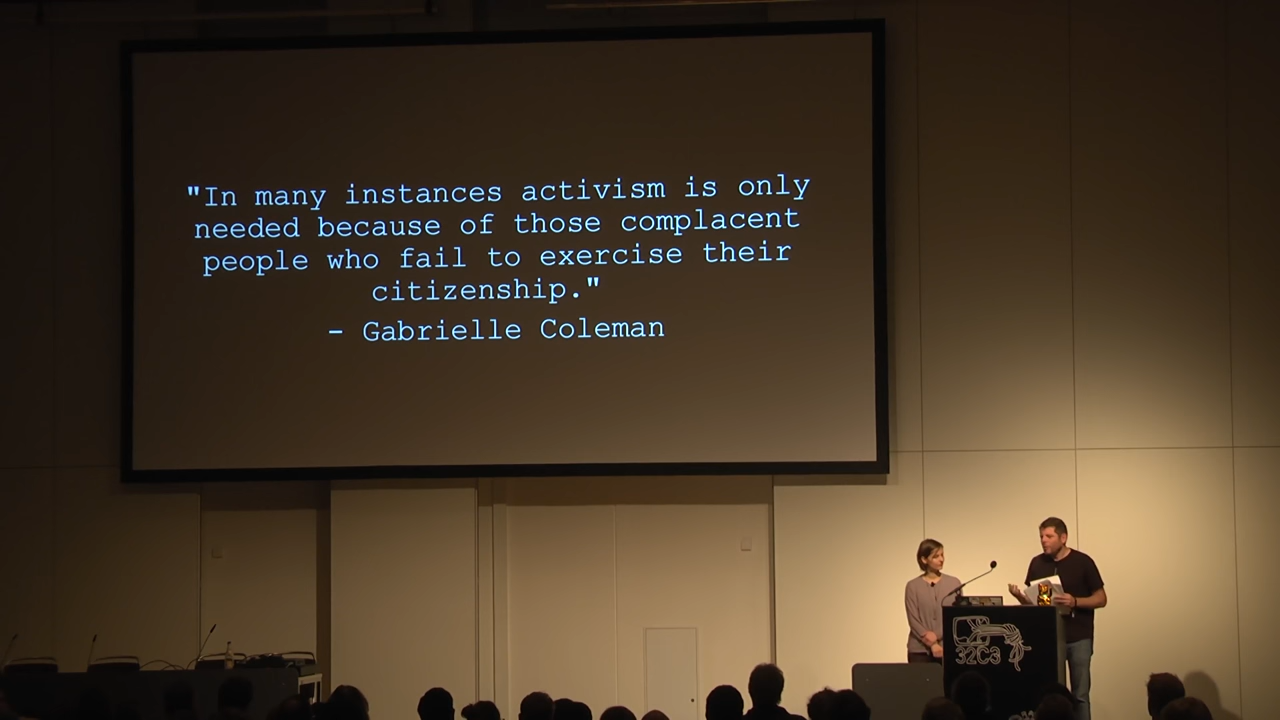 "In many instances activism is only
needed because of those complacent
people who fail to exercise their
citizenship."
- Gabrielle Coleman
32C3